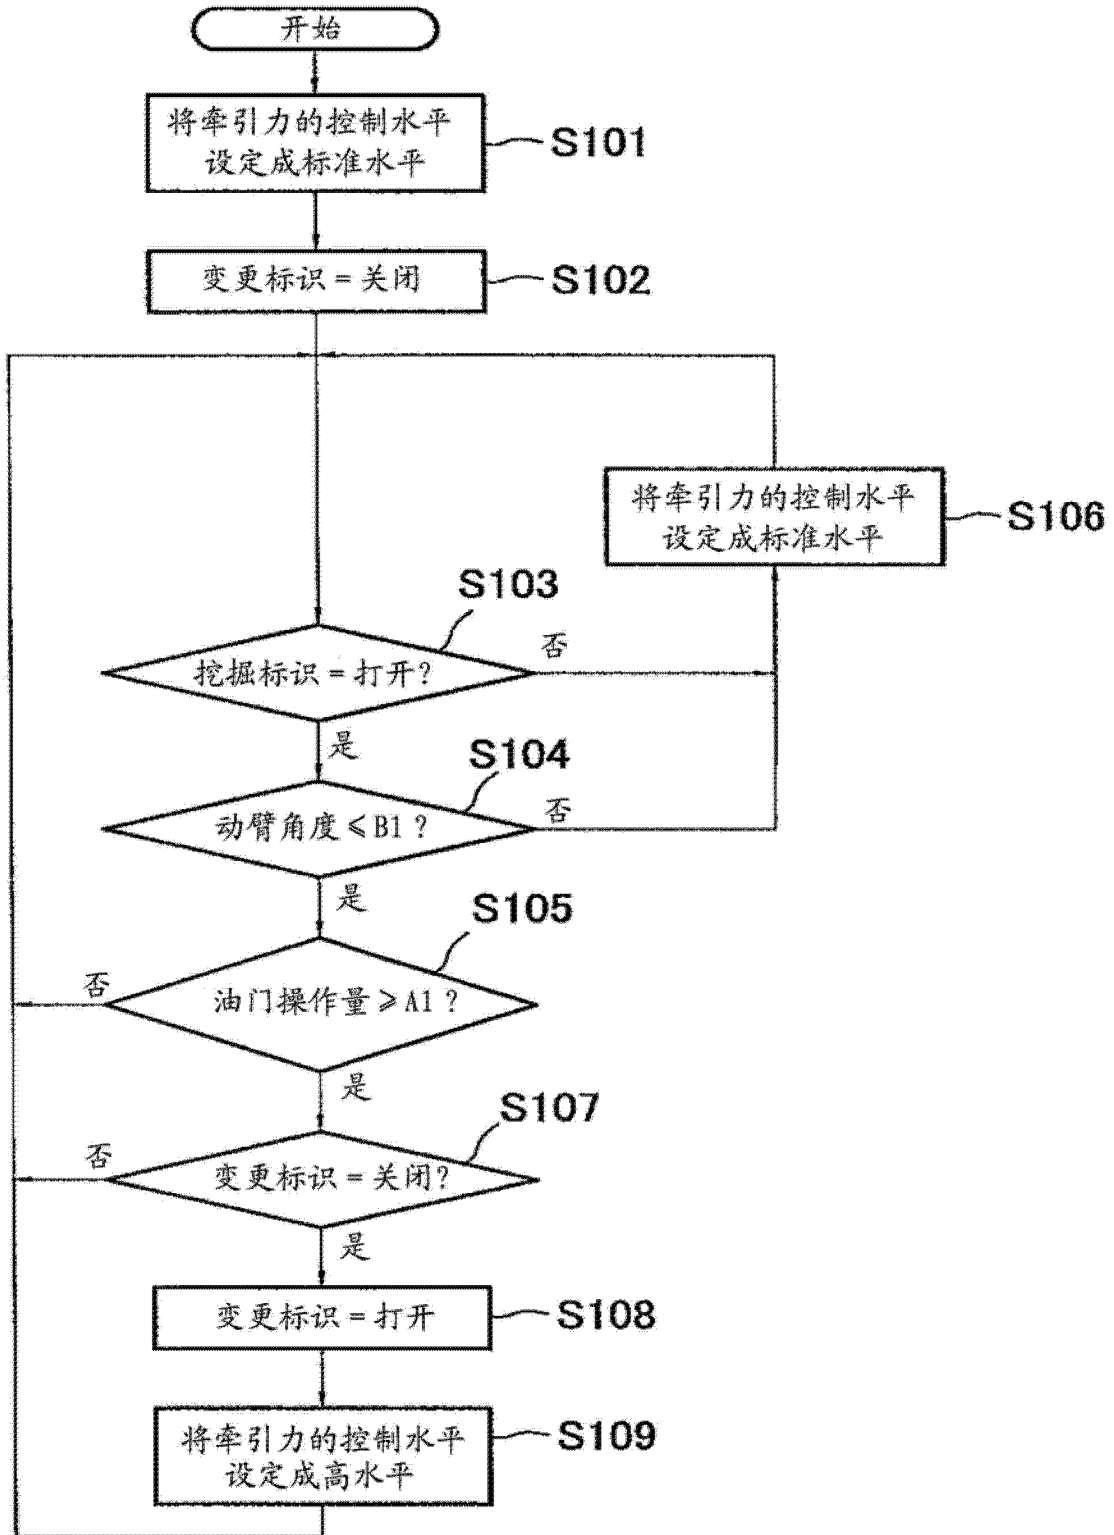 开始
将牵引力的控制水平
设定成标准水平
S101
变更标识=关闭
S102
将牵引力的控制水平
设定成标准水平
S106
S103
挖掘标识=打开?
否
是
S104
动臂角度≤B1?
否
是
S105
油门操作量≥A1?
否
是
S107
变更标识=关闭?
否
是
变更标识=打开
S108
将牵引力的控制水平
设定成高水平
S109